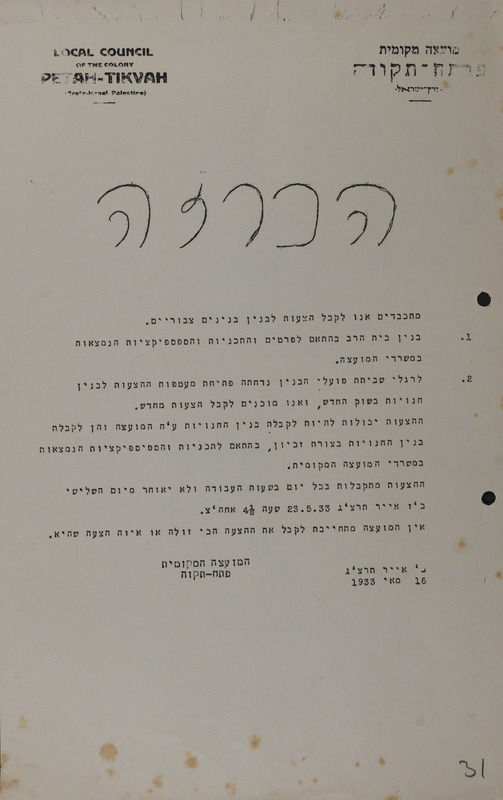 LOCAL COUNCIL
OF THE COLONY
PETAH-TIKVAH
(Eretz-Israel Palestine)
מועצה מקומית
פתח-תקוה
ארץ-ישראל
הכרזה
מתכבדים אנו לקבל הצעות לבנין בנינים צבוריים.
1. בנין בית הרב בהתאם לפרטים והתכניות והספספיקציות הנמצאות
במשרדי המועצה.
2. לרגלי שביתת פועלי הבנין נדחתה פתיחת מעטפות ההצעות לבנין
חנויות בשוק החדש, ואנו מוכנים לקבל הצעות מחדש.
ההצעות יכולות להיות לקבלת בנין החנויות ע'ח המועצה והן לקבלת
בנין החנויות בצורת זכיון, בהתאם לתכניות והספיספיקציות הנמצאות
במשרדי המועצה המקומית.
ההצעות מתקבלות בכל יום בשעות העבודה ולא יאוחר מיום השלישי
כ'ז אייר תרצ'ג 23.5.33 שעה 4½ אחה'צ.
אין המועצה מתחייבת לקבל את ההצעה הכי זולה או איזה הצעה שהיא.
כ' אייר תרצ'ג
16 מאי 1933
המועצה המקומית
פתח-תקוה
31